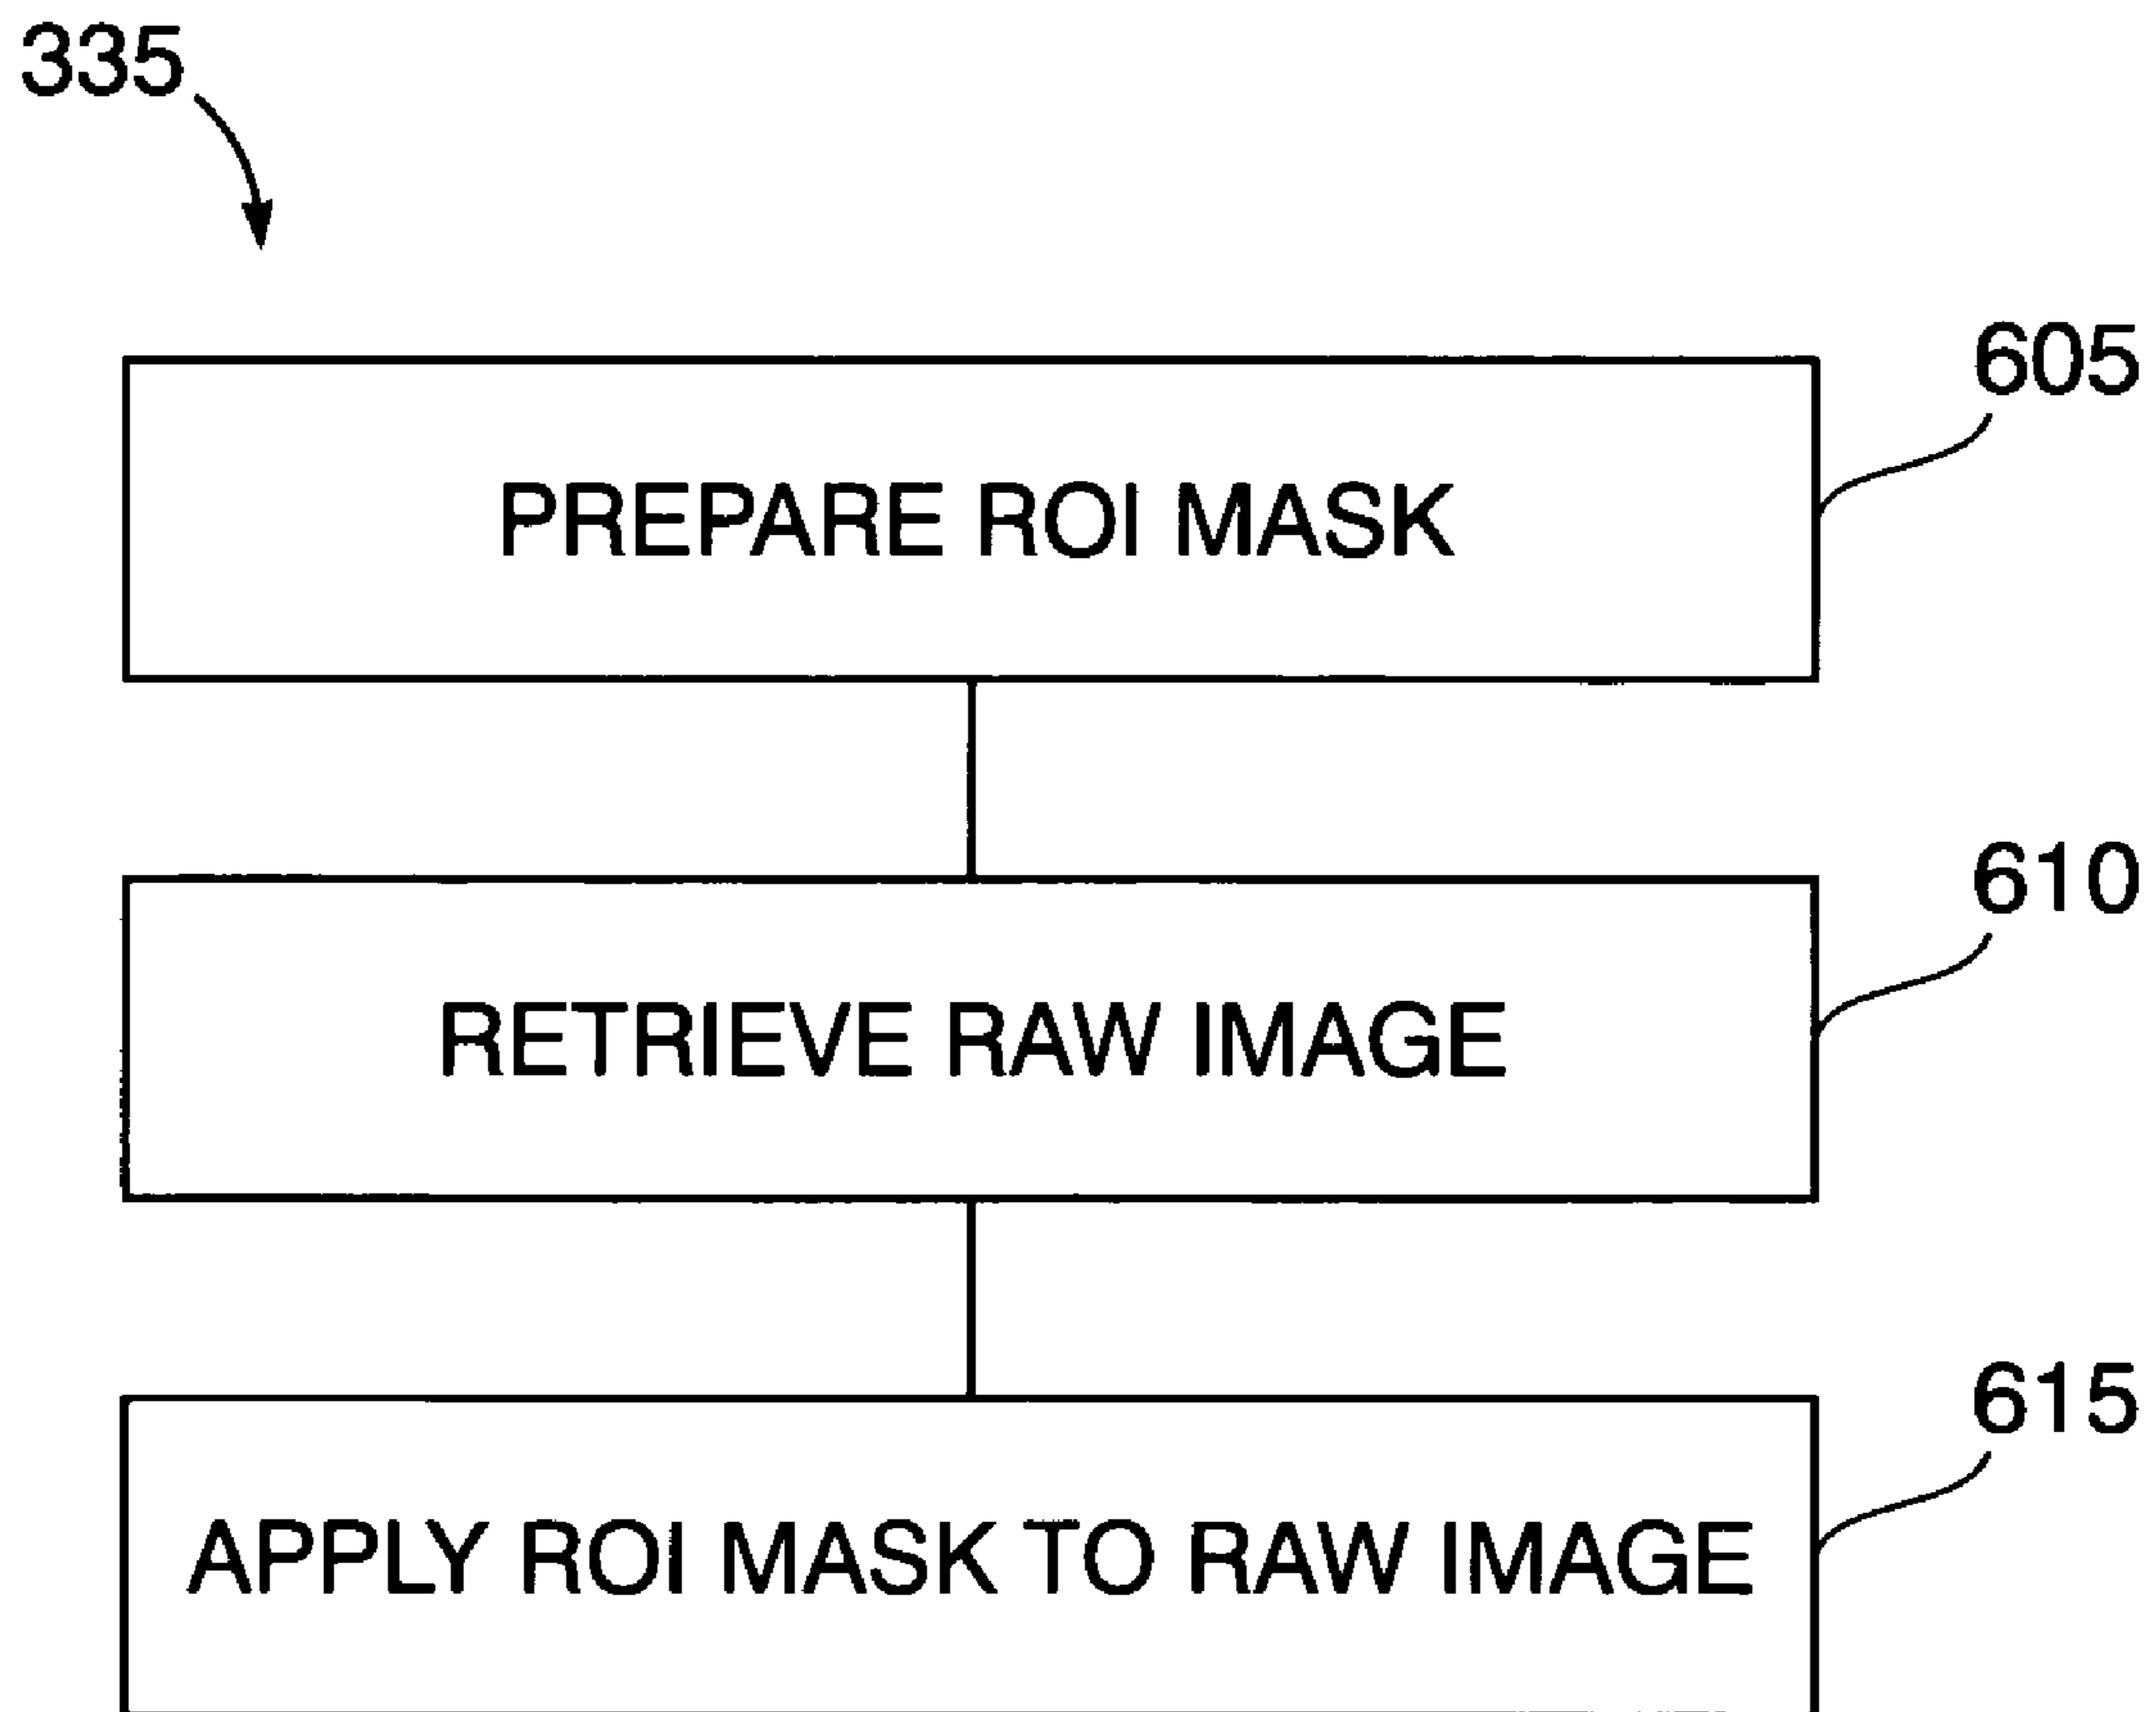 335
605
PREPARE ROI MASK
610
RETRIEVE RAW IMAGE
615
APPLY ROI MASK TO RAW IMAGE